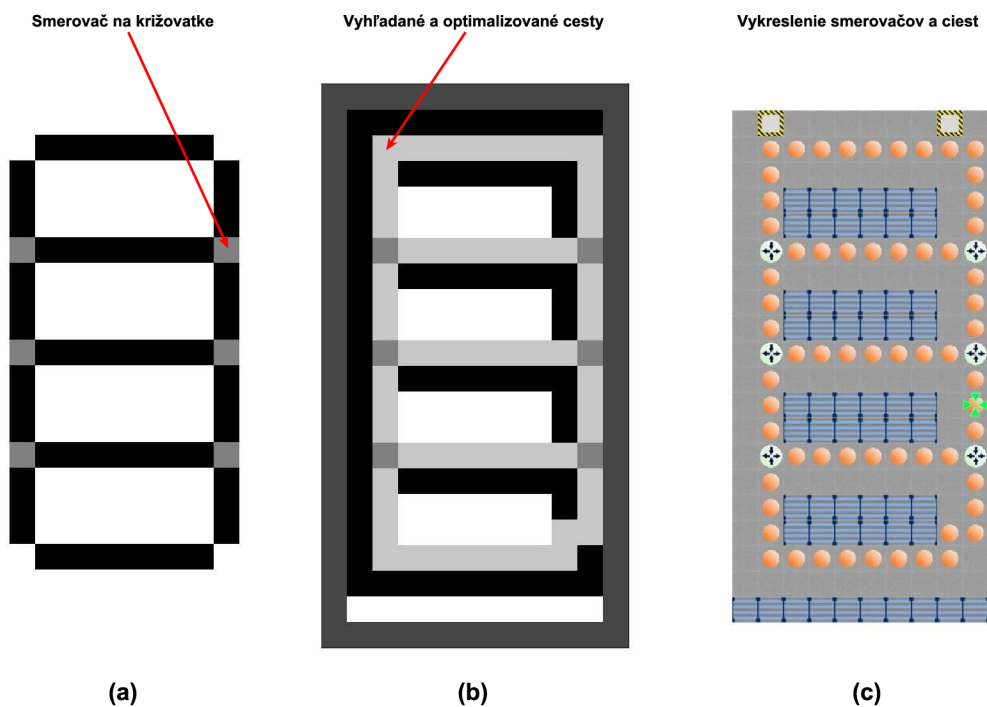 Smerovač na križovatke
Vyhľadané a optimalizované cesty
Vykreslenie smerovačov a ciest
(a)
(b)
(c)